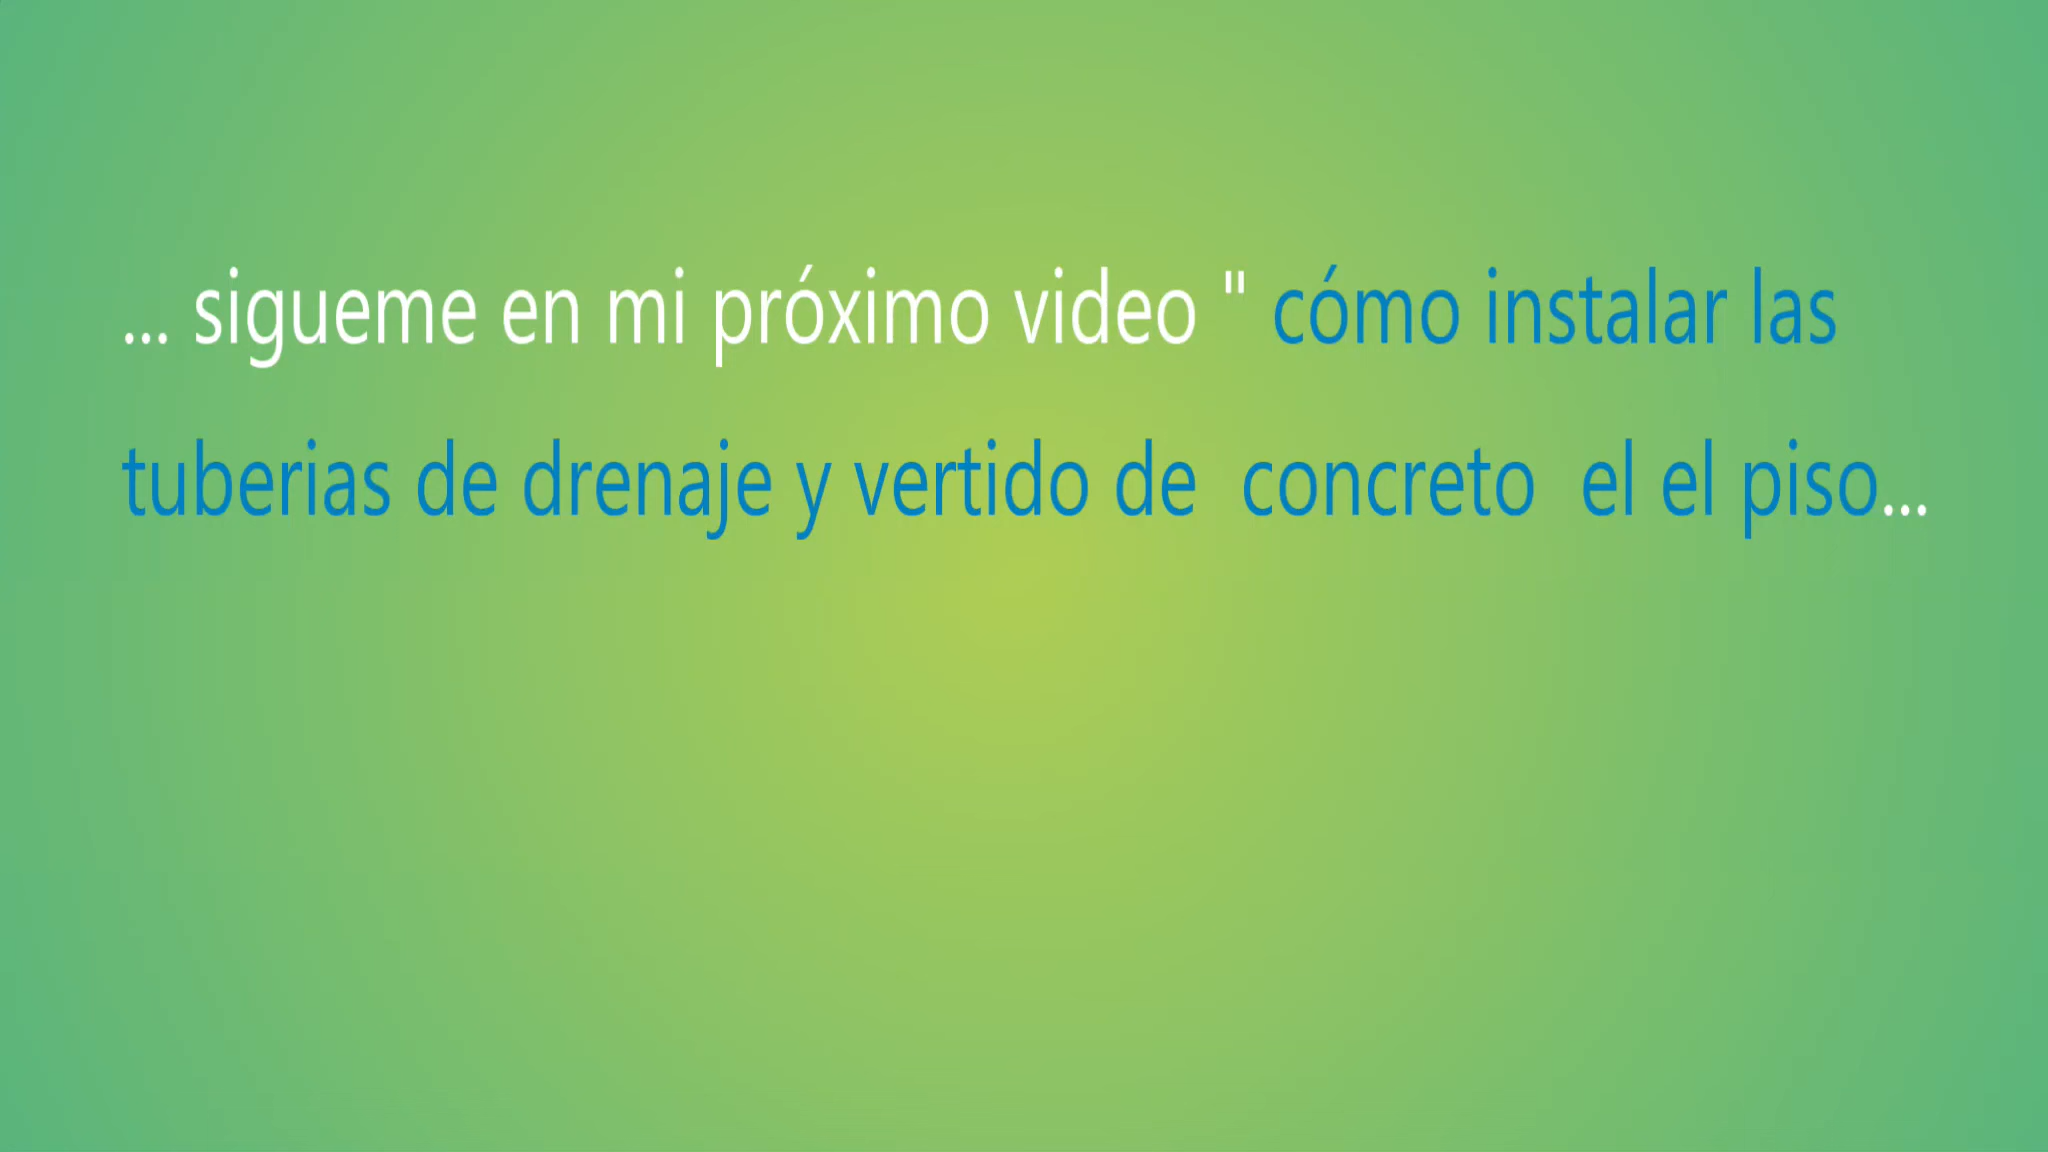 ... sigueme en mi próximo video " cómo instalar las
tuberias de drenaje y vertido de  concreto  el el piso...